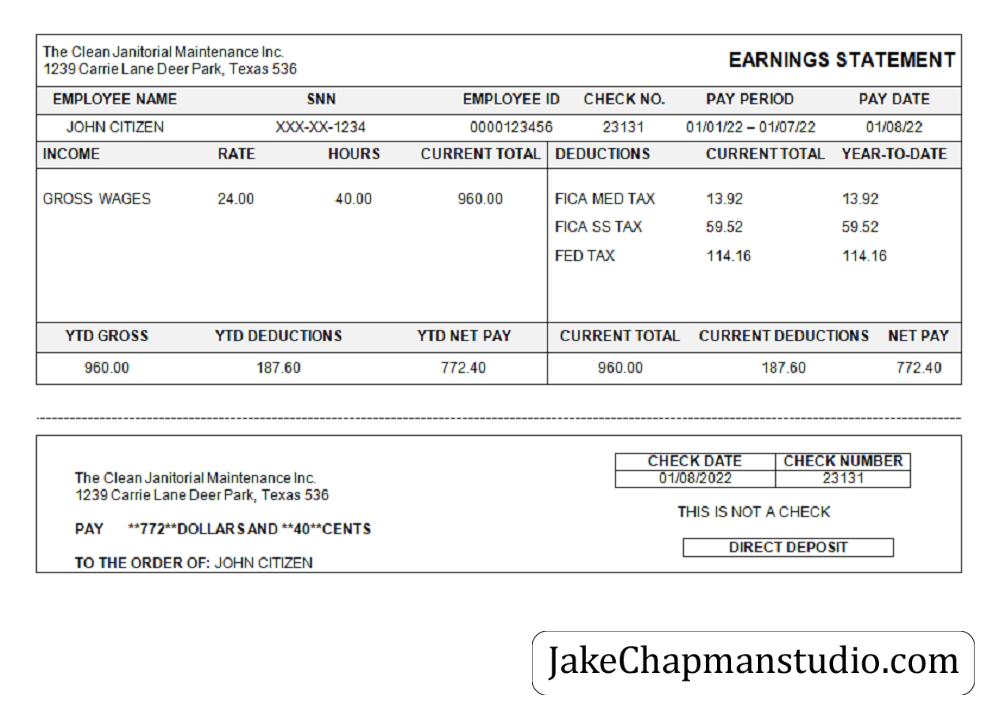 The Clean Janitorial Maintenance Inc.
1239 Carrie Lane Deer Park, Texas 536
EARNINGS STATEMENT
EMPLOYEE NAME SNN EMPLOYEE ID CHECK NO. PAY PERIOD PAY DATE
JOHN CITIZEN XXX-XX-1234 0000123456 23131 01/01/22 – 01/07/22 01/08/22
INCOME RATE HOURS CURRENT TOTAL DEDUCTIONS CURRENT TOTAL YEAR-TO-DATE
GROSS WAGES 24.00 40.00 960.00 FICA MED TAX 13.92 13.92
FICA SS TAX 59.52 59.52
FED TAX 114.16 114.16
YTD GROSS YTD DEDUCTIONS YTD NET PAY CURRENT TOTAL CURRENT DEDUCTIONS NET PAY
960.00 187.60 772.40 960.00 187.60 772.40
The Clean Janitorial Maintenance Inc.
1239 Carrie Lane Deer Park, Texas 536
CHECK DATE CHECK NUMBER
01/08/2022 23131
THIS IS NOT A CHECK
PAY **772**DOLLARS AND **40**CENTS
DIRECT DEPOSIT
TO THE ORDER OF: JOHN CITIZEN
JakeChapmanstudio.com